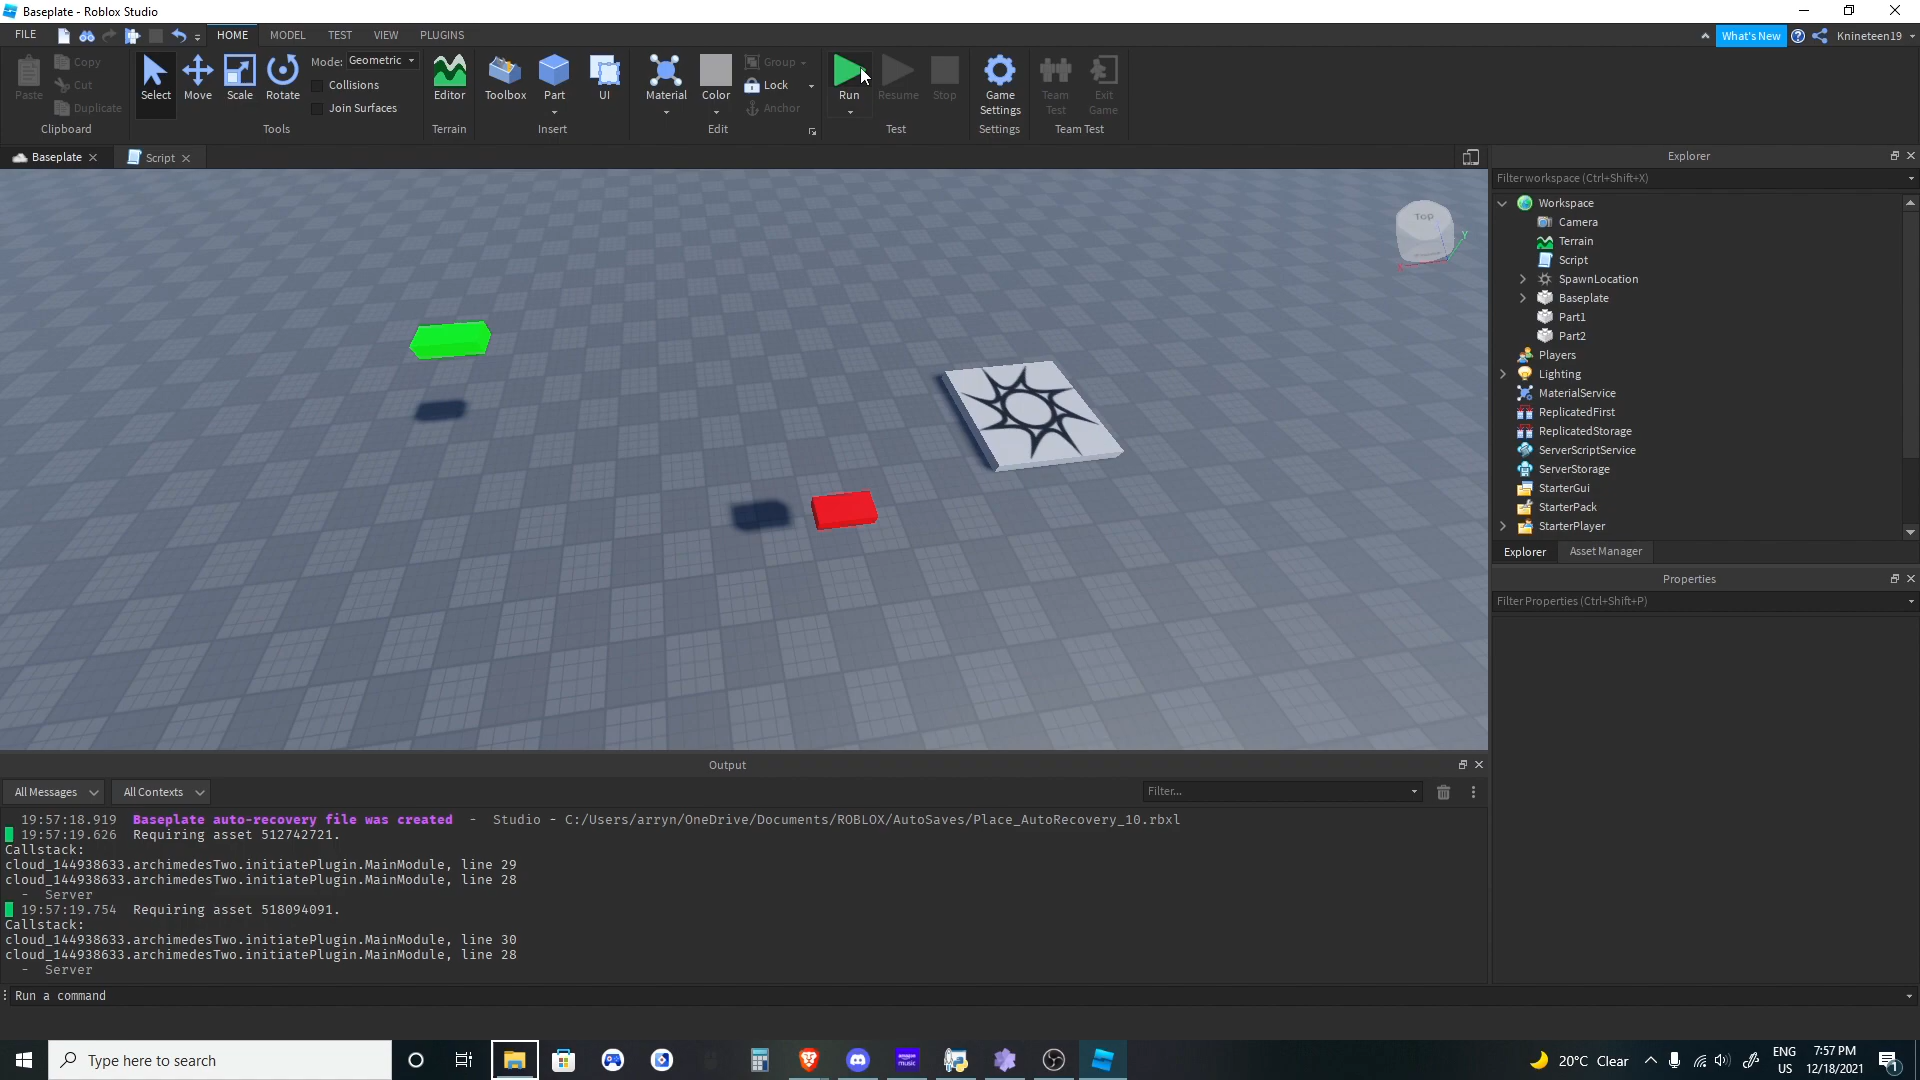 Baseplate - Roblox Studio
FILE
HOME
MODEL
TEST
VIEW
PLUGINS
What's New
Knineteen19
Paste
Copy
Cut
Duplicate
Clipboard
Select
Move
Scale
Rotate
Mode: Geometric
Collisions
Join Surfaces
Tools
Editor
Terrain
Toolbox
Part
UI
Insert
Material
Color
Group
Lock
Anchor
Edit
Run
Resume
Stop
Test
Game Settings
Settings
Team Test
Exit Game
Team Test
Baseplate
Script
Top
Explorer
Filter workspace (Ctrl+Shift+X)
Workspace
Camera
Terrain
Script
SpawnLocation
Baseplate
Part1
Part2
Players
Lighting
MaterialService
ReplicatedFirst
ReplicatedStorage
ServerScriptService
ServerStorage
StarterGui
StarterPack
StarterPlayer
Explorer
Asset Manager
Properties
Filter Properties (Ctrl+Shift+P)
Output
All Messages
All Contexts
Filter...
19:57:18.919 Baseplate auto-recovery file was created - Studio - C:/Users/arryn/OneDrive/Documents/ROBLOX/AutoSaves/Place_AutoRecovery_10.rbxl
19:57:19.626 Requiring asset 512742721.
Callstack:
cloud_144938633.archimedesTwo.initiatePlugin.MainModule, line 29
cloud_144938633.archimedesTwo.initiatePlugin.MainModule, line 28
- Server
19:57:19.754 Requiring asset 518094091.
Callstack:
cloud_144938633.archimedesTwo.initiatePlugin.MainModule, line 30
cloud_144938633.archimedesTwo.initiatePlugin.MainModule, line 28
- Server
Run a command
Type here to search
20°C Clear
ENG
US
7:57 PM
12/18/2021
1